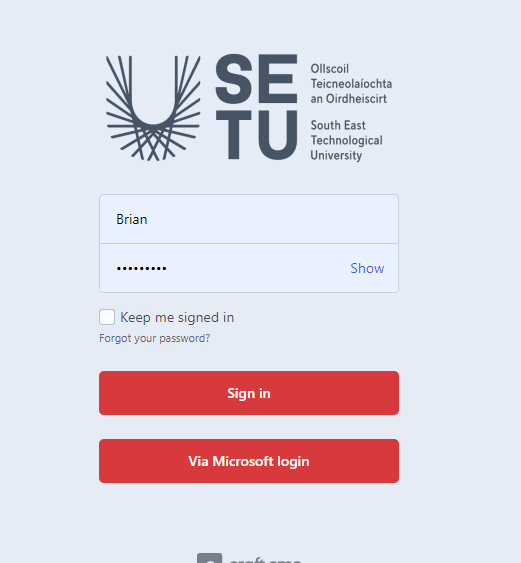 SE
TU
Ollscoil
Teicneolaíochta
an Oirdheiscirt
South East
Technological
University
Brian
•••••••••
Show
Keep me signed in
Forgot your password?
Sign in
Via Microsoft login